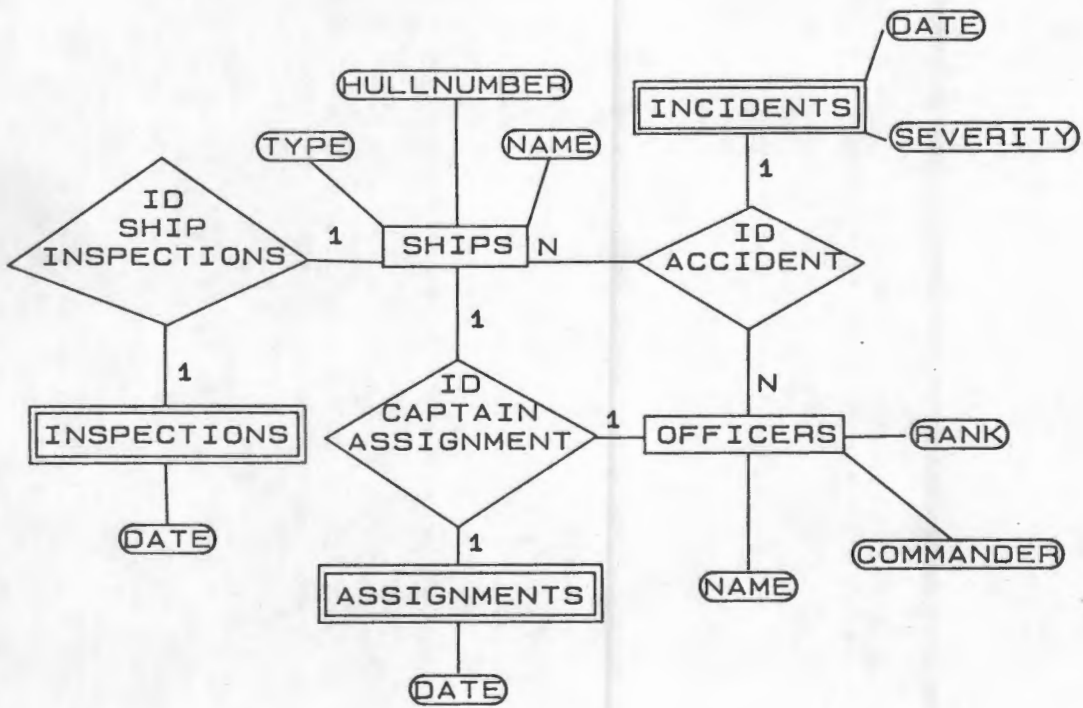 DATE
HULLNUMBER
INCIDENTS
TYPE
NAME
SEVERITY
1
ID
SHIP
INSPECTIONS
1
SHIPS
N
ID
ACCIDENT
1
1
N
ID
CAPTAIN
ASSIGNMENT
1
INSPECTIONS
OFFICERS
RANK
DATE
1
COMMANDER
ASSIGNMENTS
NAME
DATE